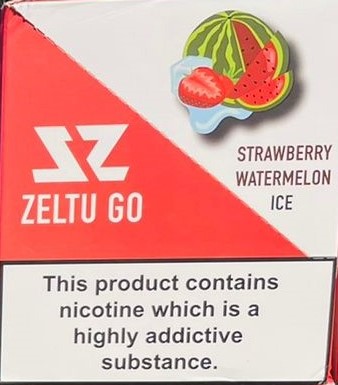 STRAWBERRY
WATERMELON
ICE
ZELTU GO
This product contains
nicotine which is a
highly addictive
substance.